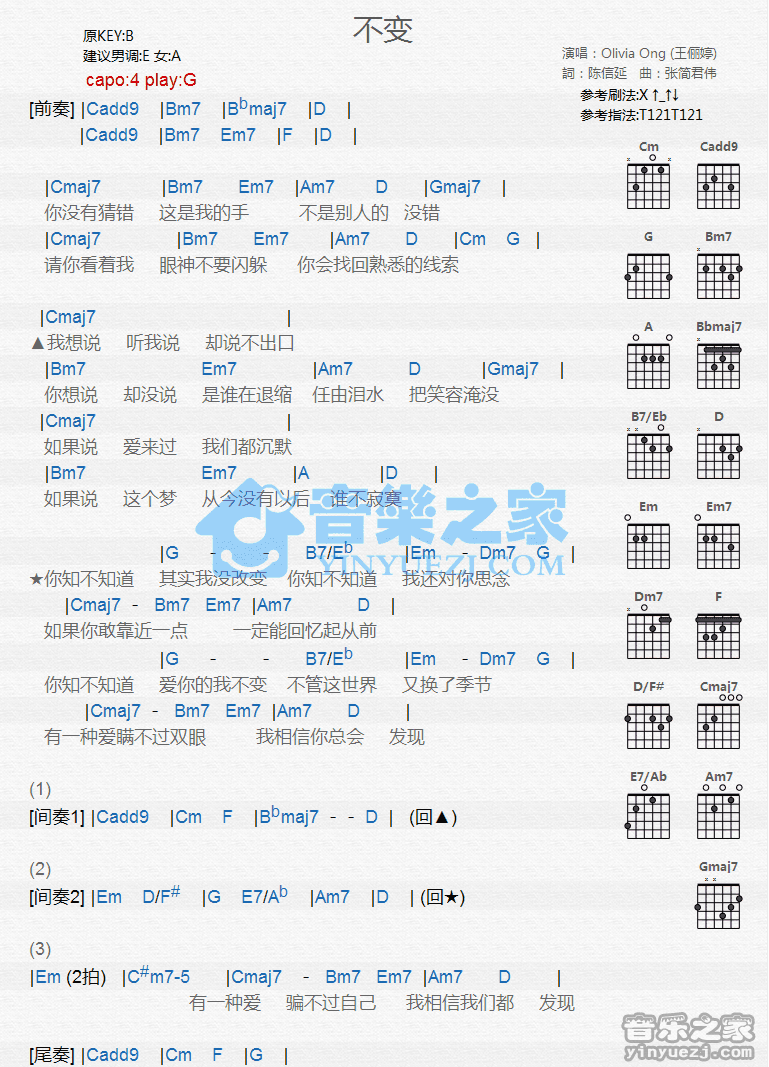 不变
原KEY:B
建议男调:E 女:A
capo:4 play:G
演唱：Olivia Ong (王俪婷)
詞：陈信延 曲：张简君伟
参考刷法:X ↑_↑↓
参考指法:T121T121
[前奏] |Cadd9 |Bm7 |Bbmaj7 |D |
|Cadd9 |Bm7 Em7 |F |D |
|Cmaj7 |Bm7 Em7 |Am7 D |Gmaj7 |
你没有猜错 这是我的手 不是别人的 没错
|Cmaj7 |Bm7 Em7 |Am7 D |Cm G |
请你看着我 眼神不要闪躲 你会找回熟悉的线索
|Cmaj7 |
▲我想说 听我说 却说不出口
|Bm7 Em7 |Am7 D |Gmaj7 |
你想说 却没说 是谁在退缩 任由泪水 把笑容淹没
|Cmaj7 |
如果说 爱来过 我们都沉默
|Bm7 Em7 |A |D |
如果说 这个梦 从今没有以后 谁不寂寞
|G - - B7/Eb |Em - Dm7 G |
★你知不知道 其实我没改变 你知不知道 我还对你思念
|Cmaj7 - Bm7 Em7 |Am7 D |
如果你敢靠近一点 一定能回忆起从前
|G - - B7/Eb |Em - Dm7 G |
你知不知道 爱你的我不变 不管这世界 又换了季节
|Cmaj7 - Bm7 Em7 |Am7 D |
有一种爱瞒不过双眼 我相信你总会 发现
(1)
[间奏1] |Cadd9 |Cm F |Bbmaj7 - - D | (回▲)
(2)
[间奏2] |Em D/F# |G E7/Ab |Am7 |D | (回★)
(3)
|Em (2拍) |C#m7-5 |Cmaj7 - Bm7 Em7 |Am7 D |
有一种爱 骗不过自己 我相信我们都 发现
[尾奏] |Cadd9 |Cm F |G |
Cm Cadd9
G Bm7
A Bbmaj7
B7/Eb D
Em Em7
Dm7 F
D/F# Cmaj7
E7/Ab Am7
Gmaj7
音樂之家
YINYUEZJ.COM
音乐之家
yinyuezj.com